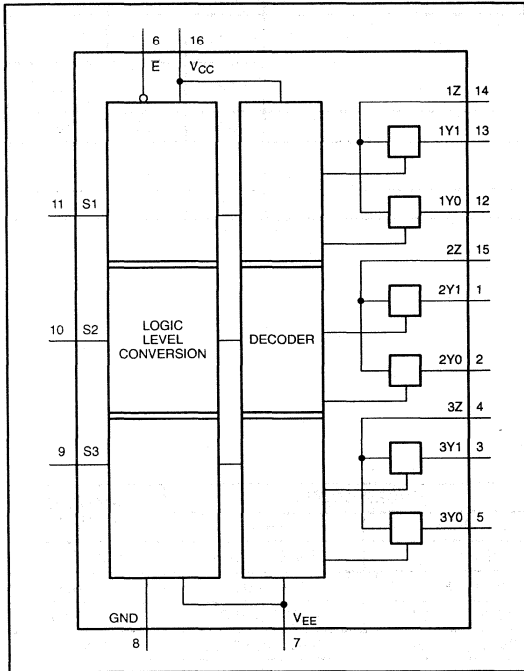 6 16
E VCC
1Z 14
1Y1 13
11 S1
1Y0 12
2Z 15
2Y1 1
10 S2
LOGIC
LEVEL
CONVERSION
DECODER
2Y0 2
3Z 4
9 S3
3Y1 3
3Y0 5
GND VEE
8 7